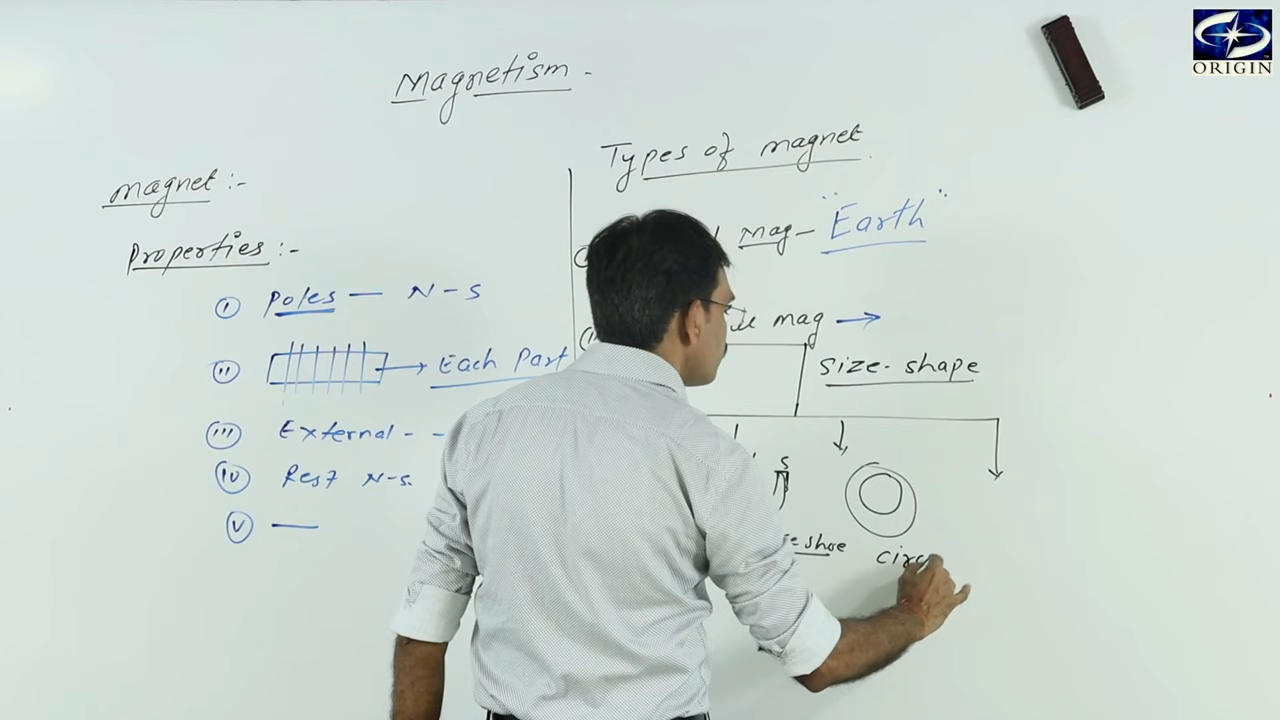 Magnetism -
magnet :-
Properties :-
(i) Poles — N-S
(ii) → Each Part
(iii) External - -
(iv) Rest N-S.
(v) —
Types of magnet
mag - "Earth"
mag →
Size- shape
S
shoe
circ
ORIGIN